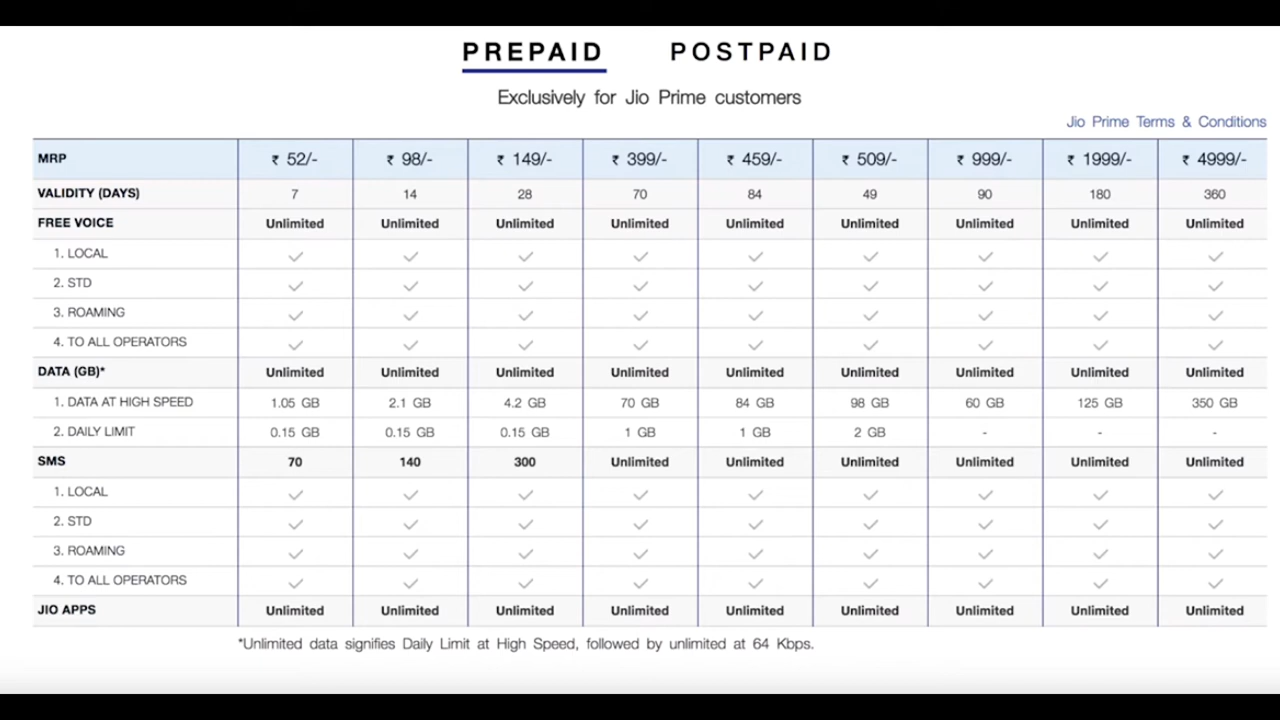 PREPAID POSTPAID
Exclusively for Jio Prime customers
Jio Prime Terms & Conditions
MRP ₹ 52/- ₹ 98/- ₹ 149/- ₹ 399/- ₹ 459/- ₹ 509/- ₹ 999/- ₹ 1999/- ₹ 4999/-
VALIDITY (DAYS) 7 14 28 70 84 49 90 180 360
FREE VOICE Unlimited Unlimited Unlimited Unlimited Unlimited Unlimited Unlimited Unlimited Unlimited
1. LOCAL ✓ ✓ ✓ ✓ ✓ ✓ ✓ ✓ ✓
2. STD ✓ ✓ ✓ ✓ ✓ ✓ ✓ ✓ ✓
3. ROAMING ✓ ✓ ✓ ✓ ✓ ✓ ✓ ✓ ✓
4. TO ALL OPERATORS ✓ ✓ ✓ ✓ ✓ ✓ ✓ ✓ ✓
DATA (GB)* Unlimited Unlimited Unlimited Unlimited Unlimited Unlimited Unlimited Unlimited Unlimited
1. DATA AT HIGH SPEED 1.05 GB 2.1 GB 4.2 GB 70 GB 84 GB 98 GB 60 GB 125 GB 350 GB
2. DAILY LIMIT 0.15 GB 0.15 GB 0.15 GB 1 GB 1 GB 2 GB - - -
SMS 70 140 300 Unlimited Unlimited Unlimited Unlimited Unlimited Unlimited
1. LOCAL ✓ ✓ ✓ ✓ ✓ ✓ ✓ ✓ ✓
2. STD ✓ ✓ ✓ ✓ ✓ ✓ ✓ ✓ ✓
3. ROAMING ✓ ✓ ✓ ✓ ✓ ✓ ✓ ✓ ✓
4. TO ALL OPERATORS ✓ ✓ ✓ ✓ ✓ ✓ ✓ ✓ ✓
JIO APPS Unlimited Unlimited Unlimited Unlimited Unlimited Unlimited Unlimited Unlimited Unlimited
*Unlimited data signifies Daily Limit at High Speed, followed by unlimited at 64 Kbps.